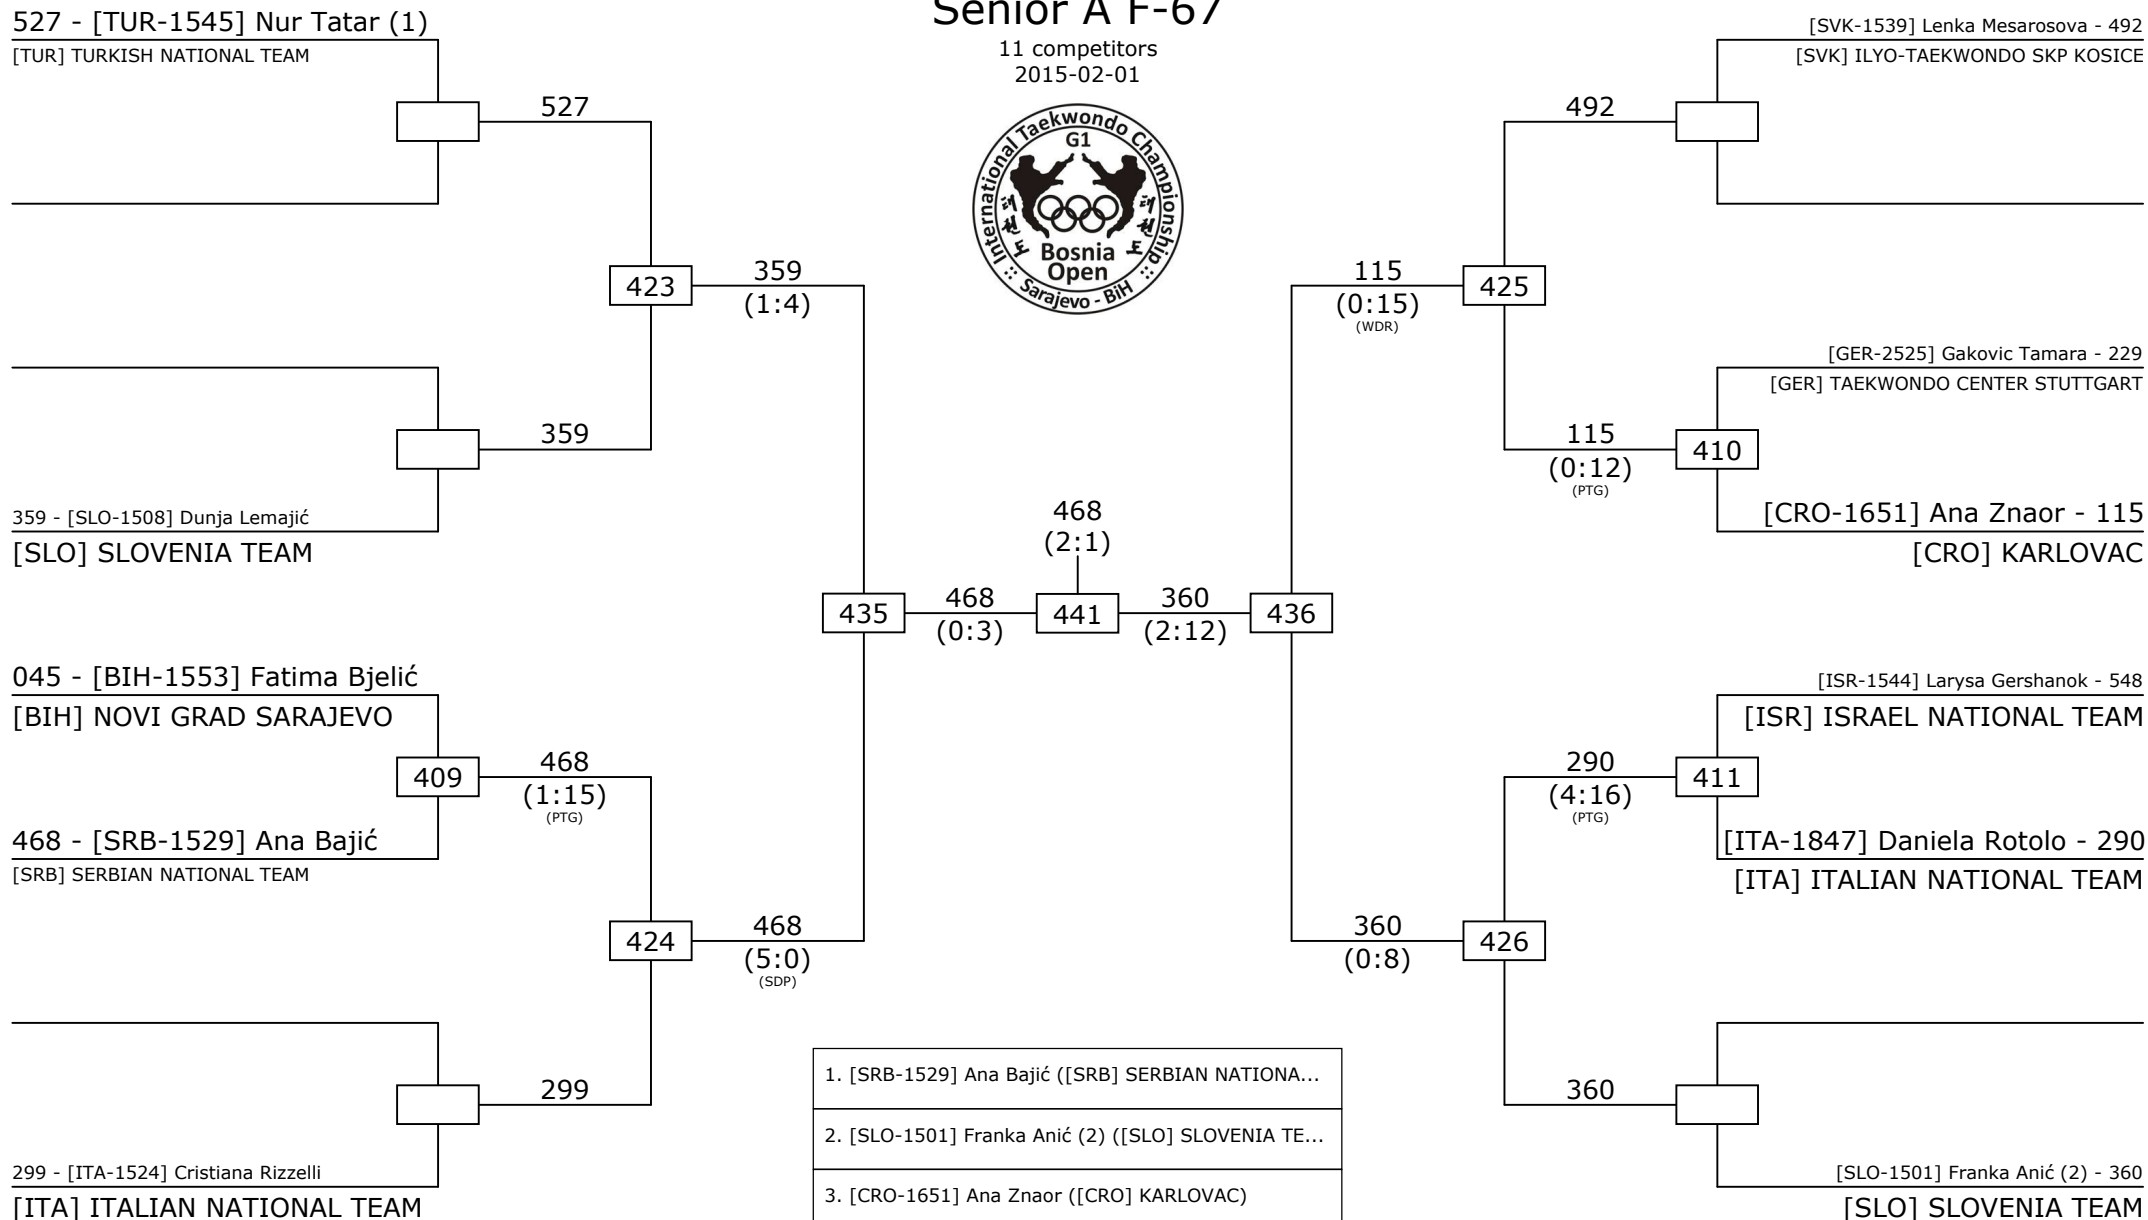 Senior A F-67
11 competitors
2015-02-01
International Taekwondo Championship :: Sarajevo - BiH ::
G1
Bosnia
Open
527 - [TUR-1545] Nur Tatar (1)
[TUR] TURKISH NATIONAL TEAM
527
423
359
(1:4)
359
359 - [SLO-1508] Dunja Lemajić
[SLO] SLOVENIA TEAM
045 - [BIH-1553] Fatima Bjelić
[BIH] NOVI GRAD SARAJEVO
409
468
(1:15)
(PTG)
468 - [SRB-1529] Ana Bajić
[SRB] SERBIAN NATIONAL TEAM
424
468
(5:0)
(SDP)
299
299 - [ITA-1524] Cristiana Rizzelli
[ITA] ITALIAN NATIONAL TEAM
435
468
(0:3)
468
(2:1)
441
360
(2:12)
436
[SVK-1539] Lenka Mesarosova - 492
[SVK] ILYO-TAEKWONDO SKP KOSICE
492
115
(0:15)
(WDR)
425
[GER-2525] Gakovic Tamara - 229
[GER] TAEKWONDO CENTER STUTTGART
115
(0:12)
(PTG)
410
[CRO-1651] Ana Znaor - 115
[CRO] KARLOVAC
[ISR-1544] Larysa Gershanok - 548
[ISR] ISRAEL NATIONAL TEAM
290
(4:16)
(PTG)
411
[ITA-1847] Daniela Rotolo - 290
[ITA] ITALIAN NATIONAL TEAM
360
(0:8)
426
360
[SLO-1501] Franka Anić (2) - 360
[SLO] SLOVENIA TEAM
1. [SRB-1529] Ana Bajić ([SRB] SERBIAN NATIONA...
2. [SLO-1501] Franka Anić (2) ([SLO] SLOVENIA TE...
3. [CRO-1651] Ana Znaor ([CRO] KARLOVAC)